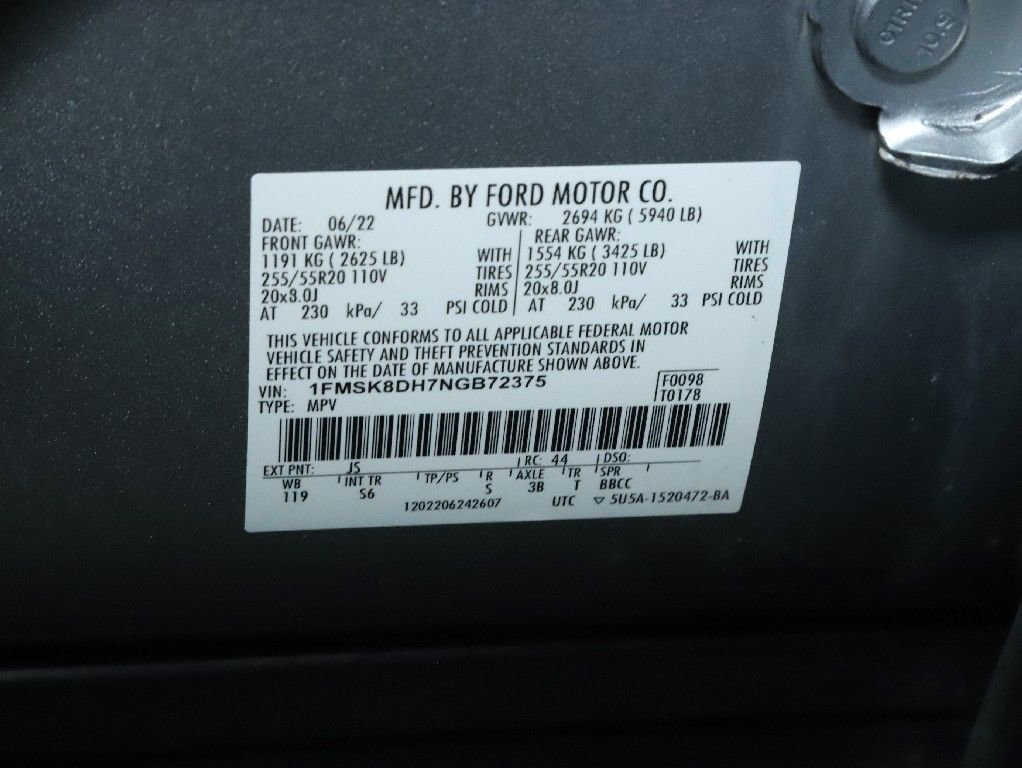 MFD. BY FORD MOTOR CO.
DATE: 06/22 GVWR: 2694 KG ( 5940 LB)
FRONT GAWR: REAR GAWR:
1191 KG ( 2625 LB) WITH 1554 KG ( 3425 LB) WITH
255/55R20 110V TIRES 255/55R20 110V TIRES
20x8.0J RIMS 20x8.0J RIMS
AT 230 kPa/ 33 PSI COLD AT 230 kPa/ 33 PSI COLD
THIS VEHICLE CONFORMS TO ALL APPLICABLE FEDERAL MOTOR
VEHICLE SAFETY AND THEFT PREVENTION STANDARDS IN
EFFECT ON THE DATE OF MANUFACTURE SHOWN ABOVE.
VIN: 1FMSK8DH7NGB72375 F0098
TYPE: MPV T0178
EXT PNT: JS RC: 44 DSO:
WB INT TR TP/PS R AXLE TR SPR
119 S6 S 3B T BBCC
1202206242607 UTC ▽ 5U5A-1520472-BA